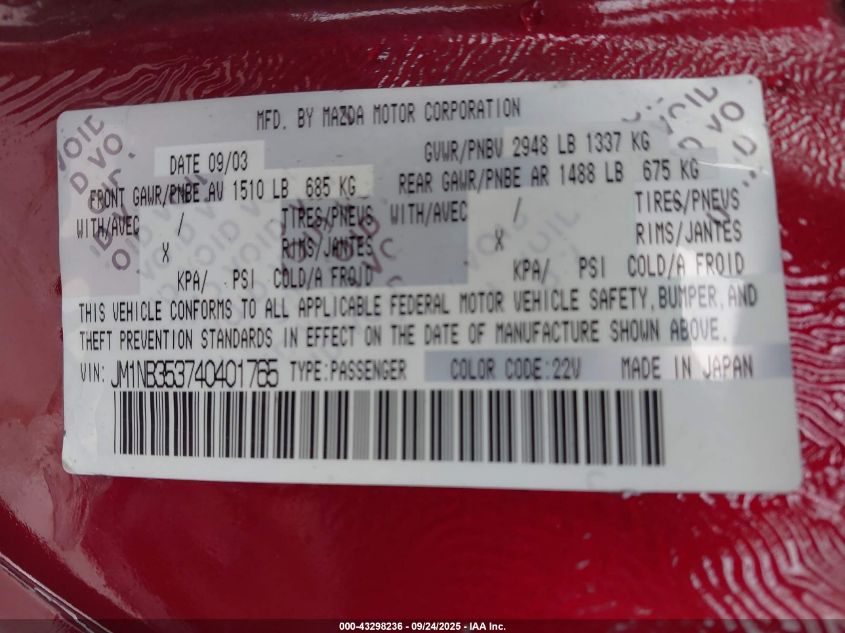 MFD. BY MAZDA MOTOR CORPORATION
DATE 09/03 GVWR/PNBV 2948 LB 1337 KG
FRONT GAWR/PNBE AV 1510 LB 685 KG REAR GAWR/PNBE AR 1488 LB 675 KG
WITH/AVEC / TIRES/PNEUS WITH/AVEC / TIRES/PNEUS
X RIMS/JANTES X RIMS/JANTES
KPA/ PSI COLD/A FROID KPA/ PSI COLD/A FROID
THIS VEHICLE CONFORMS TO ALL APPLICABLE FEDERAL MOTOR VEHICLE SAFETY, BUMPER, AND
THEFT PREVENTION STANDARDS IN EFFECT ON THE DATE OF MANUFACTURE SHOWN ABOVE.
VIN: JM1NB353740401765 TYPE:PASSENGER COLOR CODE:22V MADE IN JAPAN
000-43298236 - 09/24/2025 - IAA Inc.